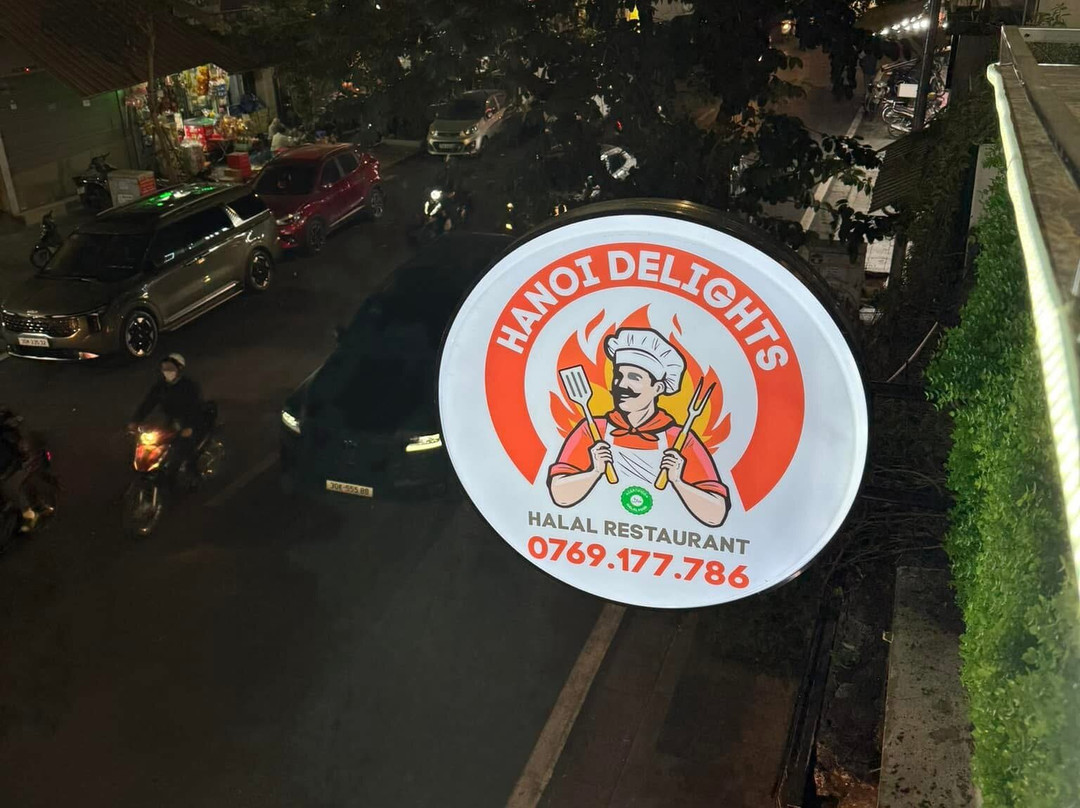 HANOI DELIGHTS
HALAL RESTAURANT
0769.177.786